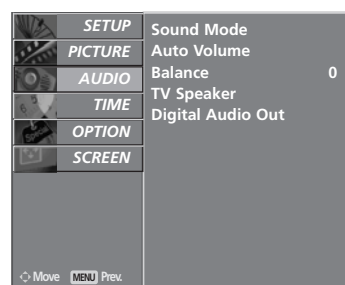 SETUP
PICTURE
AUDIO
TIME
OPTION
SCREEN
Move MENU Prev.
Sound Mode
Auto Volume
Balance 0
TV Speaker
Digital Audio Out